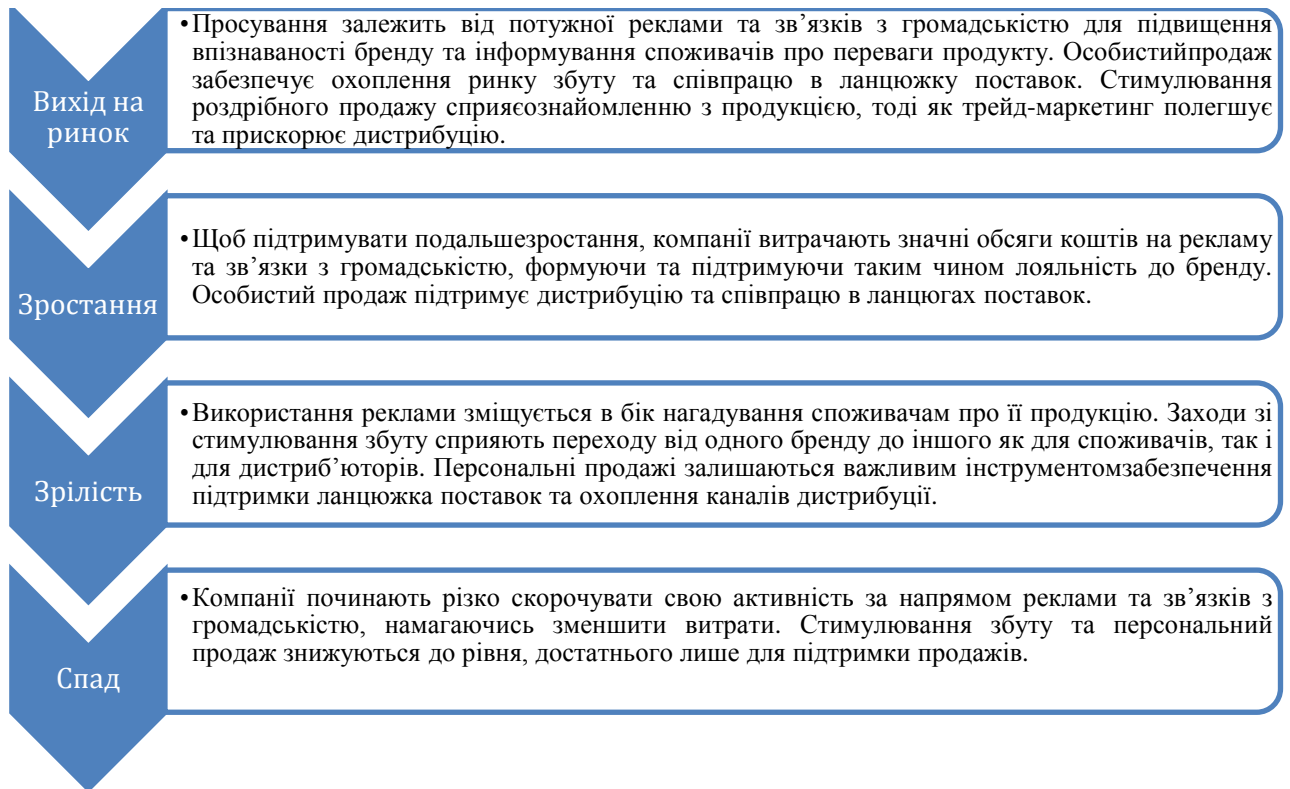 •Просування залежить від потужної реклами та зв’язків з громадськістю для підвищення
впізнаваності бренду та інформування споживачів про переваги продукту. Особистийпродаж
забезпечує охоплення ринку збуту та співпрацю в ланцюжку поставок. Стимулювання
роздрібного продажу сприяєознайомленню з продукцією, тоді як трейд-маркетинг полегшує
та прискорює дистрибуцію.
Вихід на
ринок
•Щоб підтримувати подальшезростання, компанії витрачають значні обсяги коштів на рекламу
та зв’язки з громадськістю, формуючи та підтримуючи таким чином лояльність до бренду.
Особистий продаж підтримує дистрибуцію та співпрацю в ланцюгах поставок.
Зростання
•Використання реклами зміщується в бік нагадування споживачам про її продукцію. Заходи зі
стимулювання збуту сприяють переходу від одного бренду до іншого як для споживачів, так і
для дистриб’юторів. Персональні продажі залишаються важливим інструментомзабезпечення
підтримки ланцюжка поставок та охоплення каналів дистрибуції.
Зрілість
•Компанії починають різко скорочувати свою активність за напрямом реклами та зв’язків з
громадськістю, намагаючись зменшити витрати. Стимулювання збуту та персональний
продаж знижуються до рівня, достатнього лише для підтримки продажів.
Спад